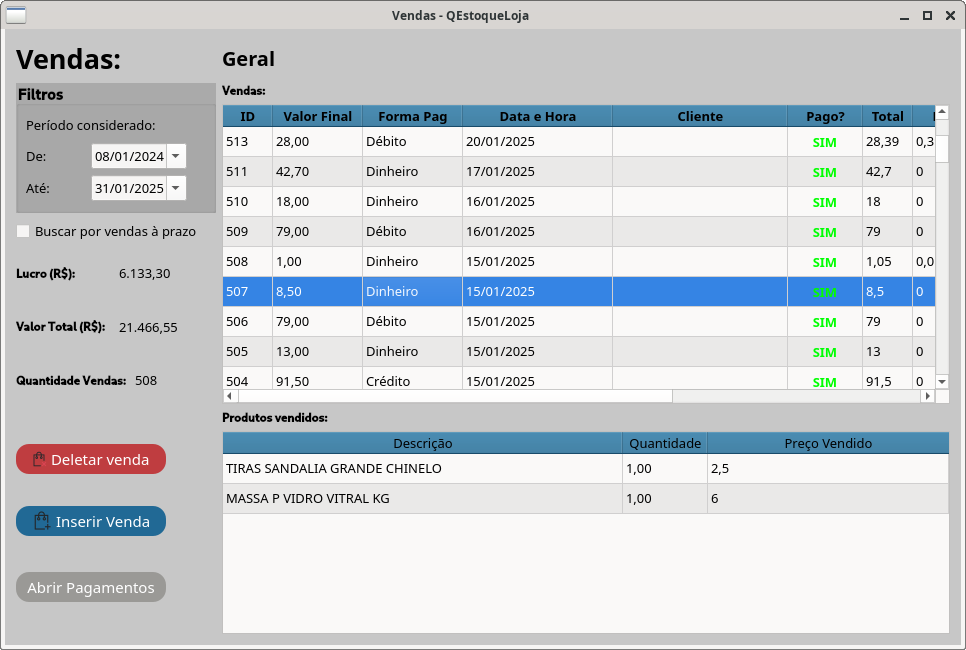 Vendas - QEstoqueLoja
Vendas:
Filtros
Período considerado:
De: 08/01/2024
Até: 31/01/2025
Buscar por vendas à prazo
Lucro (R$): 6.133,30
Valor Total (R$): 21.466,55
Quantidade Vendas: 508
Deletar venda
Inserir Venda
Abrir Pagamentos
Geral
Vendas:
ID Valor Final Forma Pag Data e Hora Cliente Pago? Total
513 28,00 Débito 20/01/2025 SIM 28,39 0,3
511 42,70 Dinheiro 17/01/2025 SIM 42,7 0
510 18,00 Dinheiro 16/01/2025 SIM 18 0
509 79,00 Débito 16/01/2025 SIM 79 0
508 1,00 Dinheiro 15/01/2025 SIM 1,05 0,0
507 8,50 Dinheiro 15/01/2025 SIM 8,5 0
506 79,00 Débito 15/01/2025 SIM 79 0
505 13,00 Dinheiro 15/01/2025 SIM 13 0
504 91,50 Crédito 15/01/2025 SIM 91,5 0
Produtos vendidos:
Descrição Quantidade Preço Vendido
TIRAS SANDALIA GRANDE CHINELO 1,00 2,5
MASSA P VIDRO VITRAL KG 1,00 6